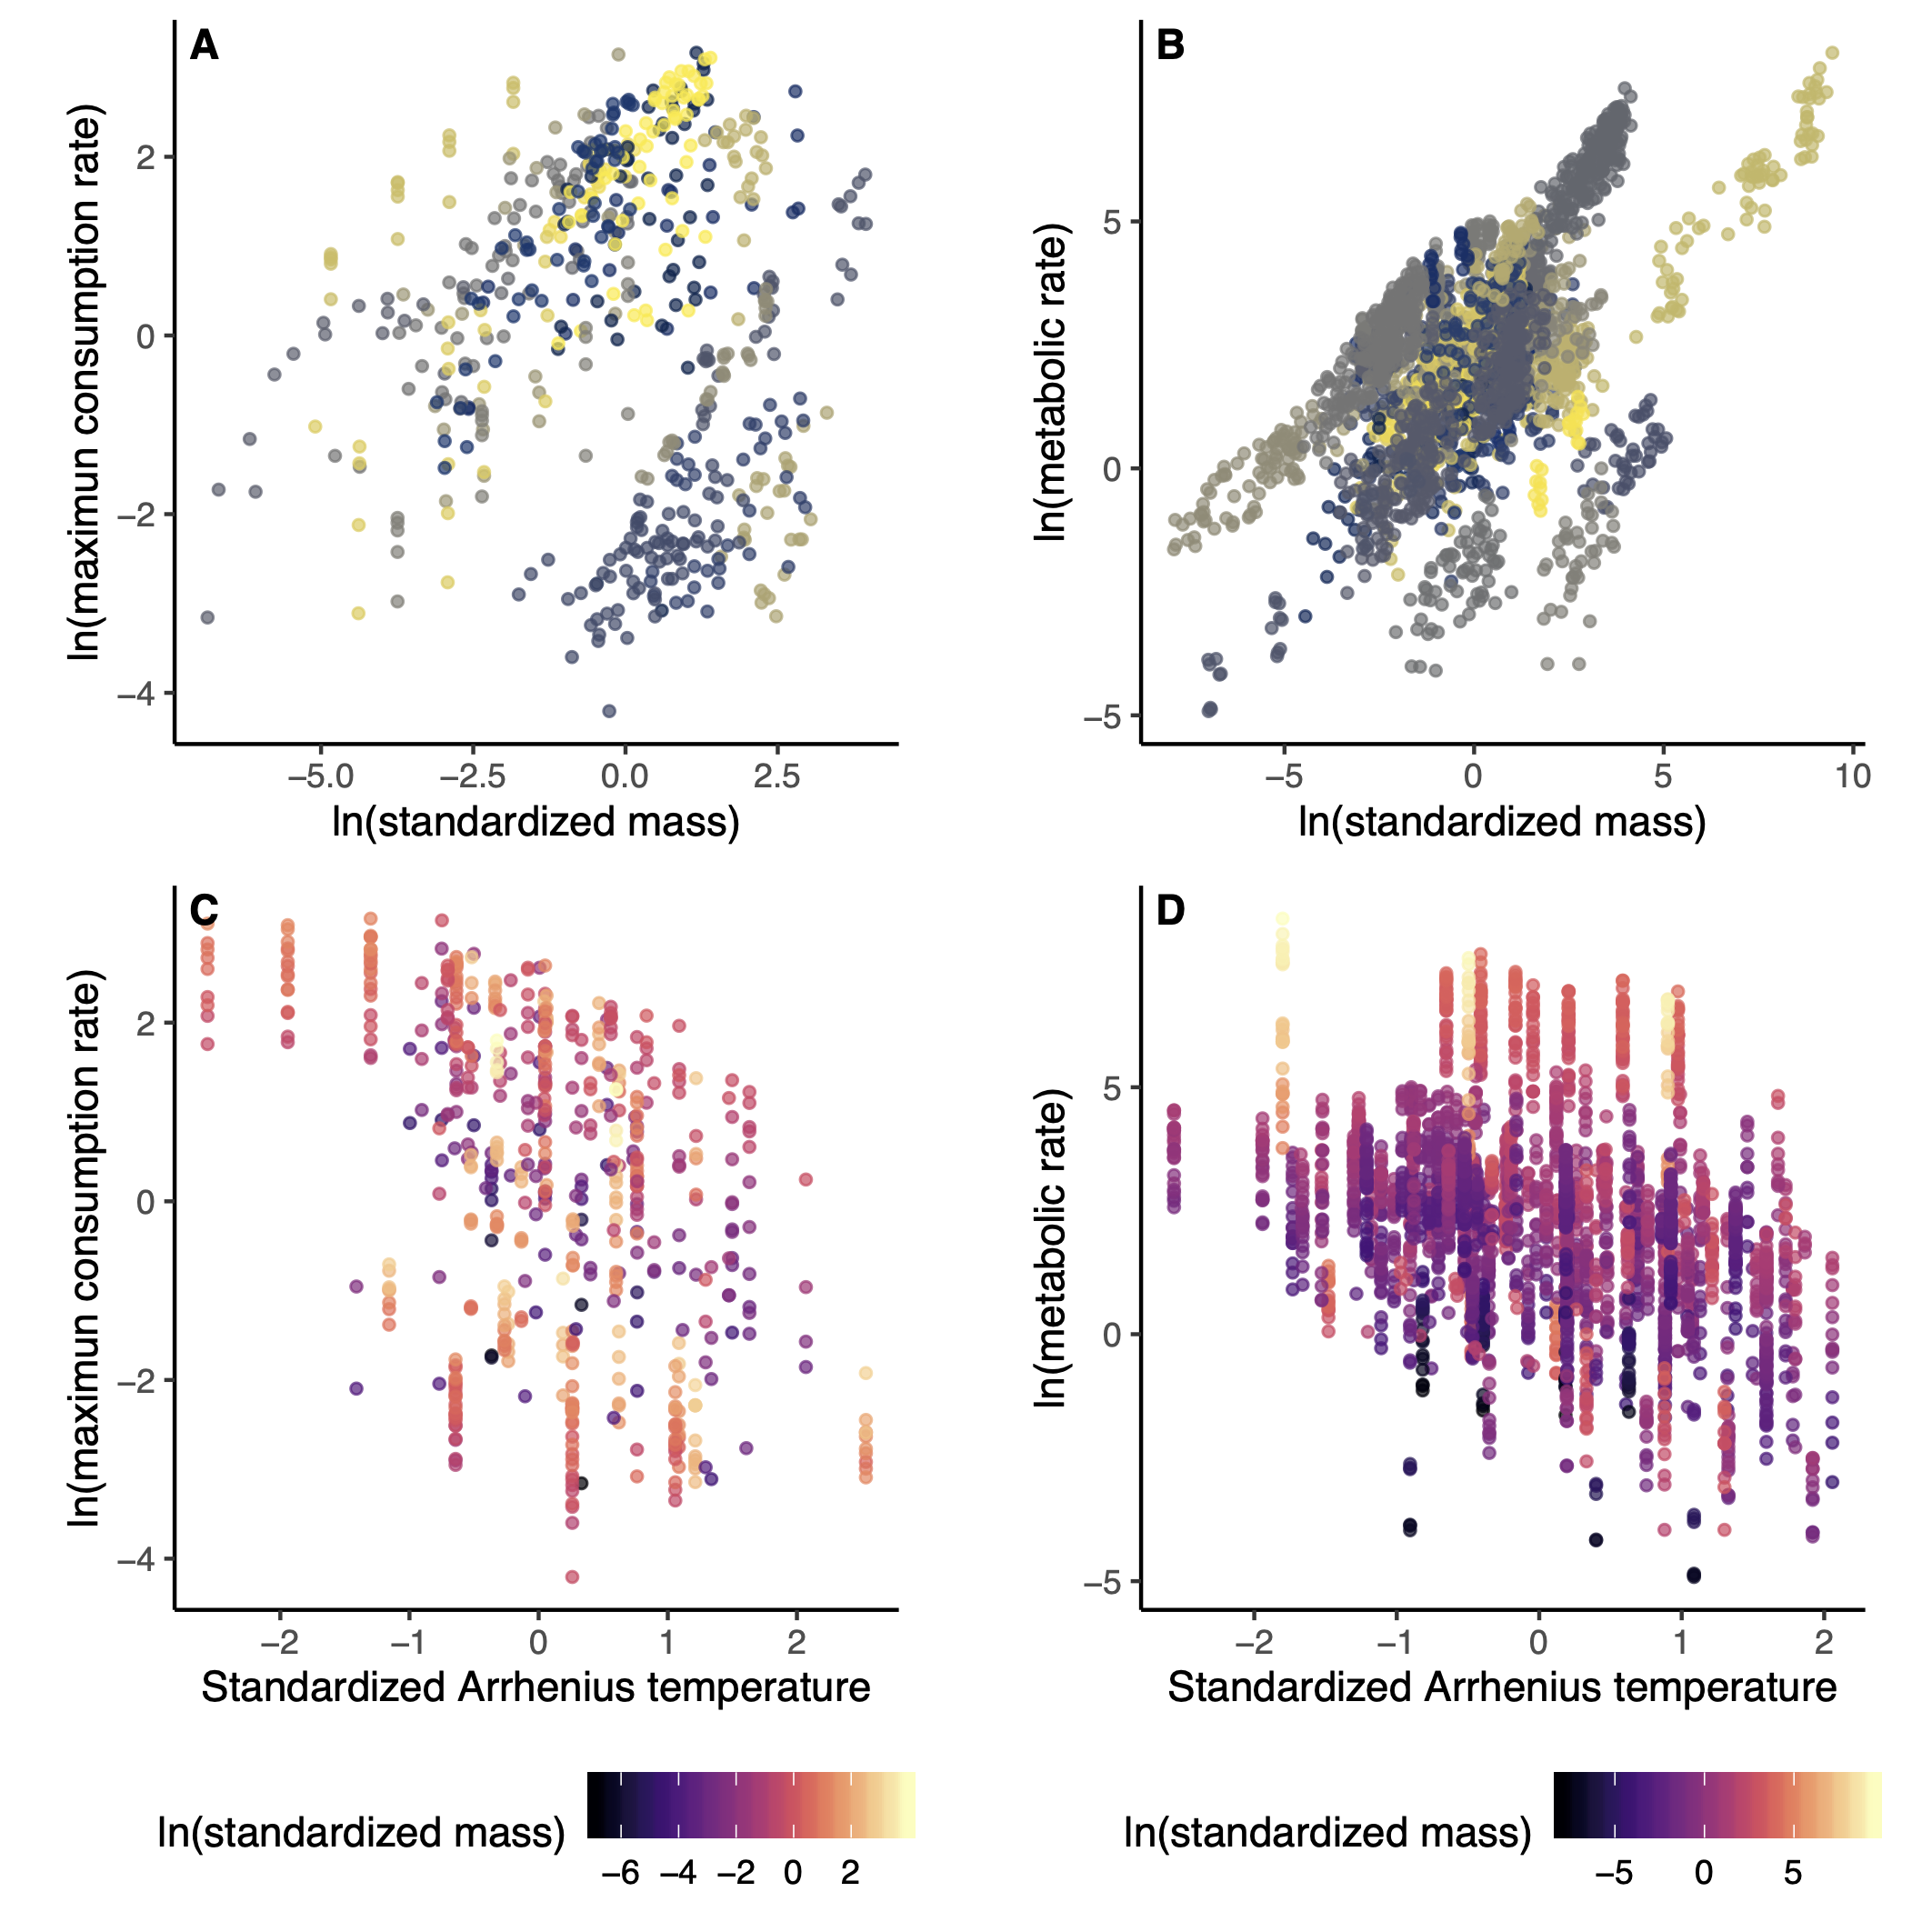 A
B
ln(maximun consumption rate)
2
0
−2
−4
−5.0 −2.5 0.0 2.5
ln(standardized mass)
ln(metabolic rate)
5
0
−5
−5 0 5 10
ln(standardized mass)
C
D
ln(maximun consumption rate)
2
0
−2
−4
−2 −1 0 1 2
Standardized Arrhenius temperature
ln(metabolic rate)
5
0
−5
−2 −1 0 1 2
Standardized Arrhenius temperature
ln(standardized mass)
−6 −4 −2 0 2
ln(standardized mass)
−5 0 5